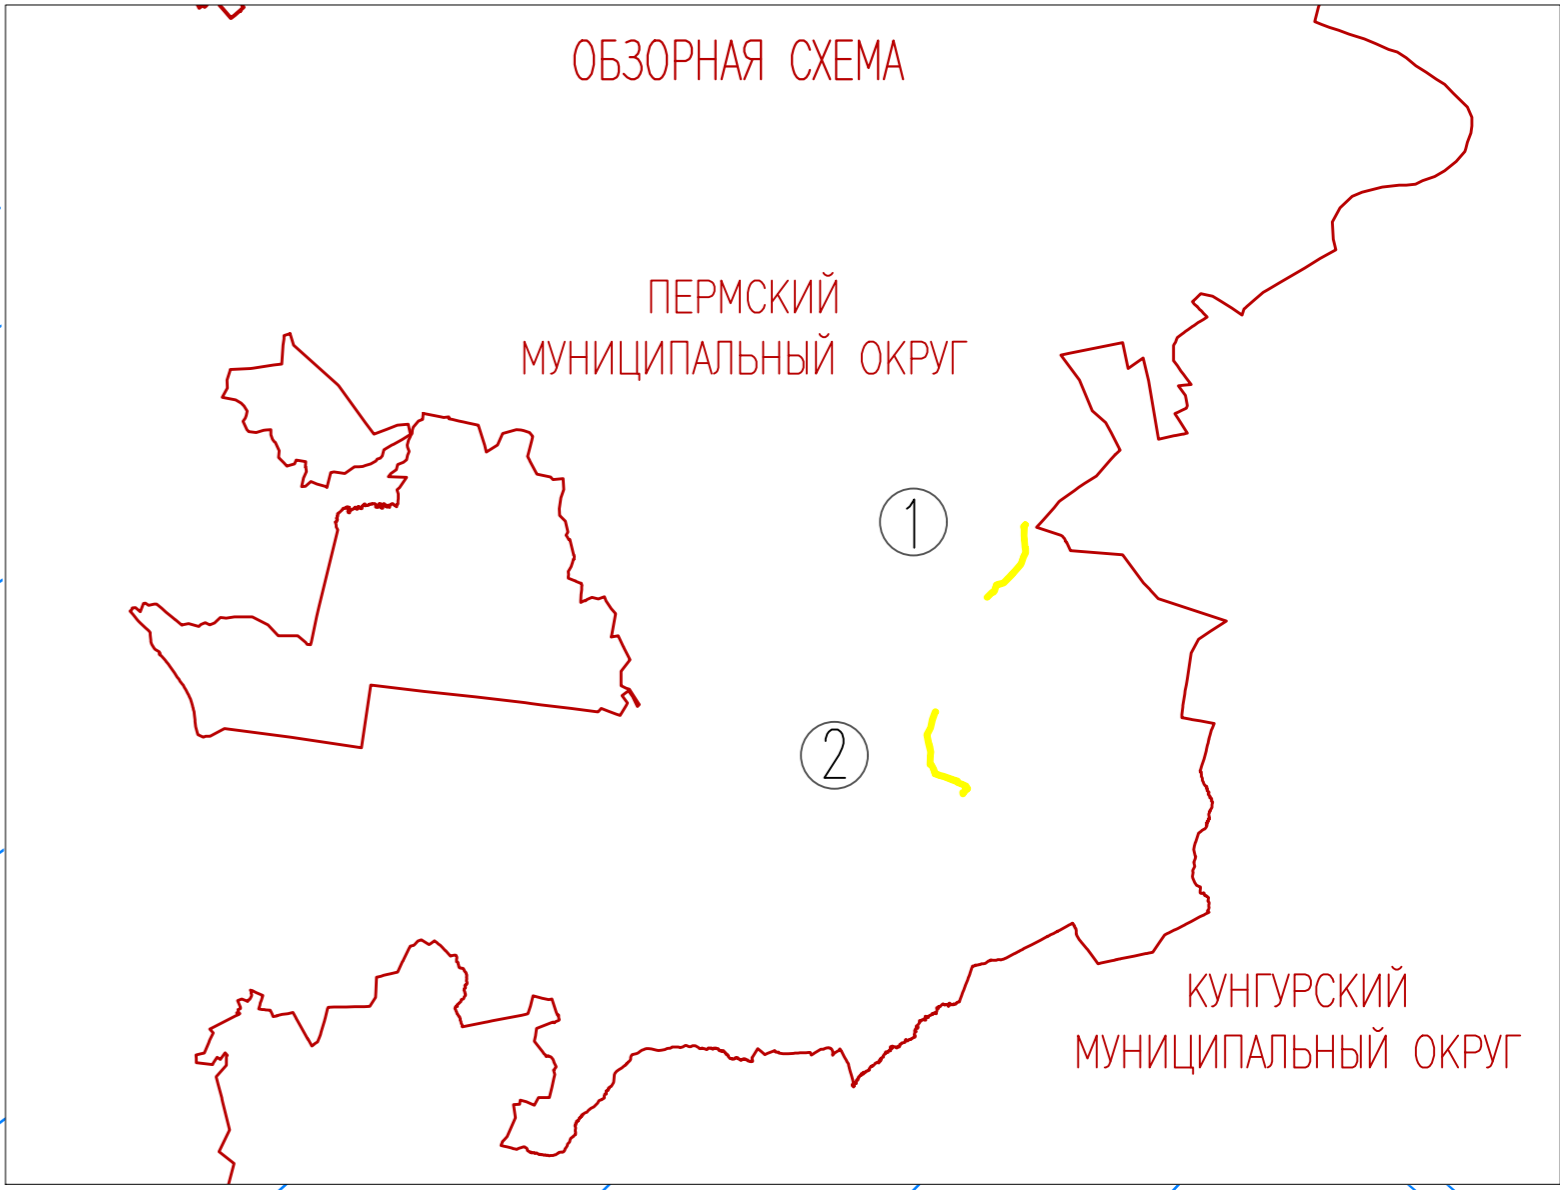 ОБЗОРНАЯ СХЕМА
ПЕРМСКИЙ
МУНИЦИПАЛЬНЫЙ ОКРУГ
1
2
КУНГУРСКИЙ
МУНИЦИПАЛЬНЫЙ ОКРУГ